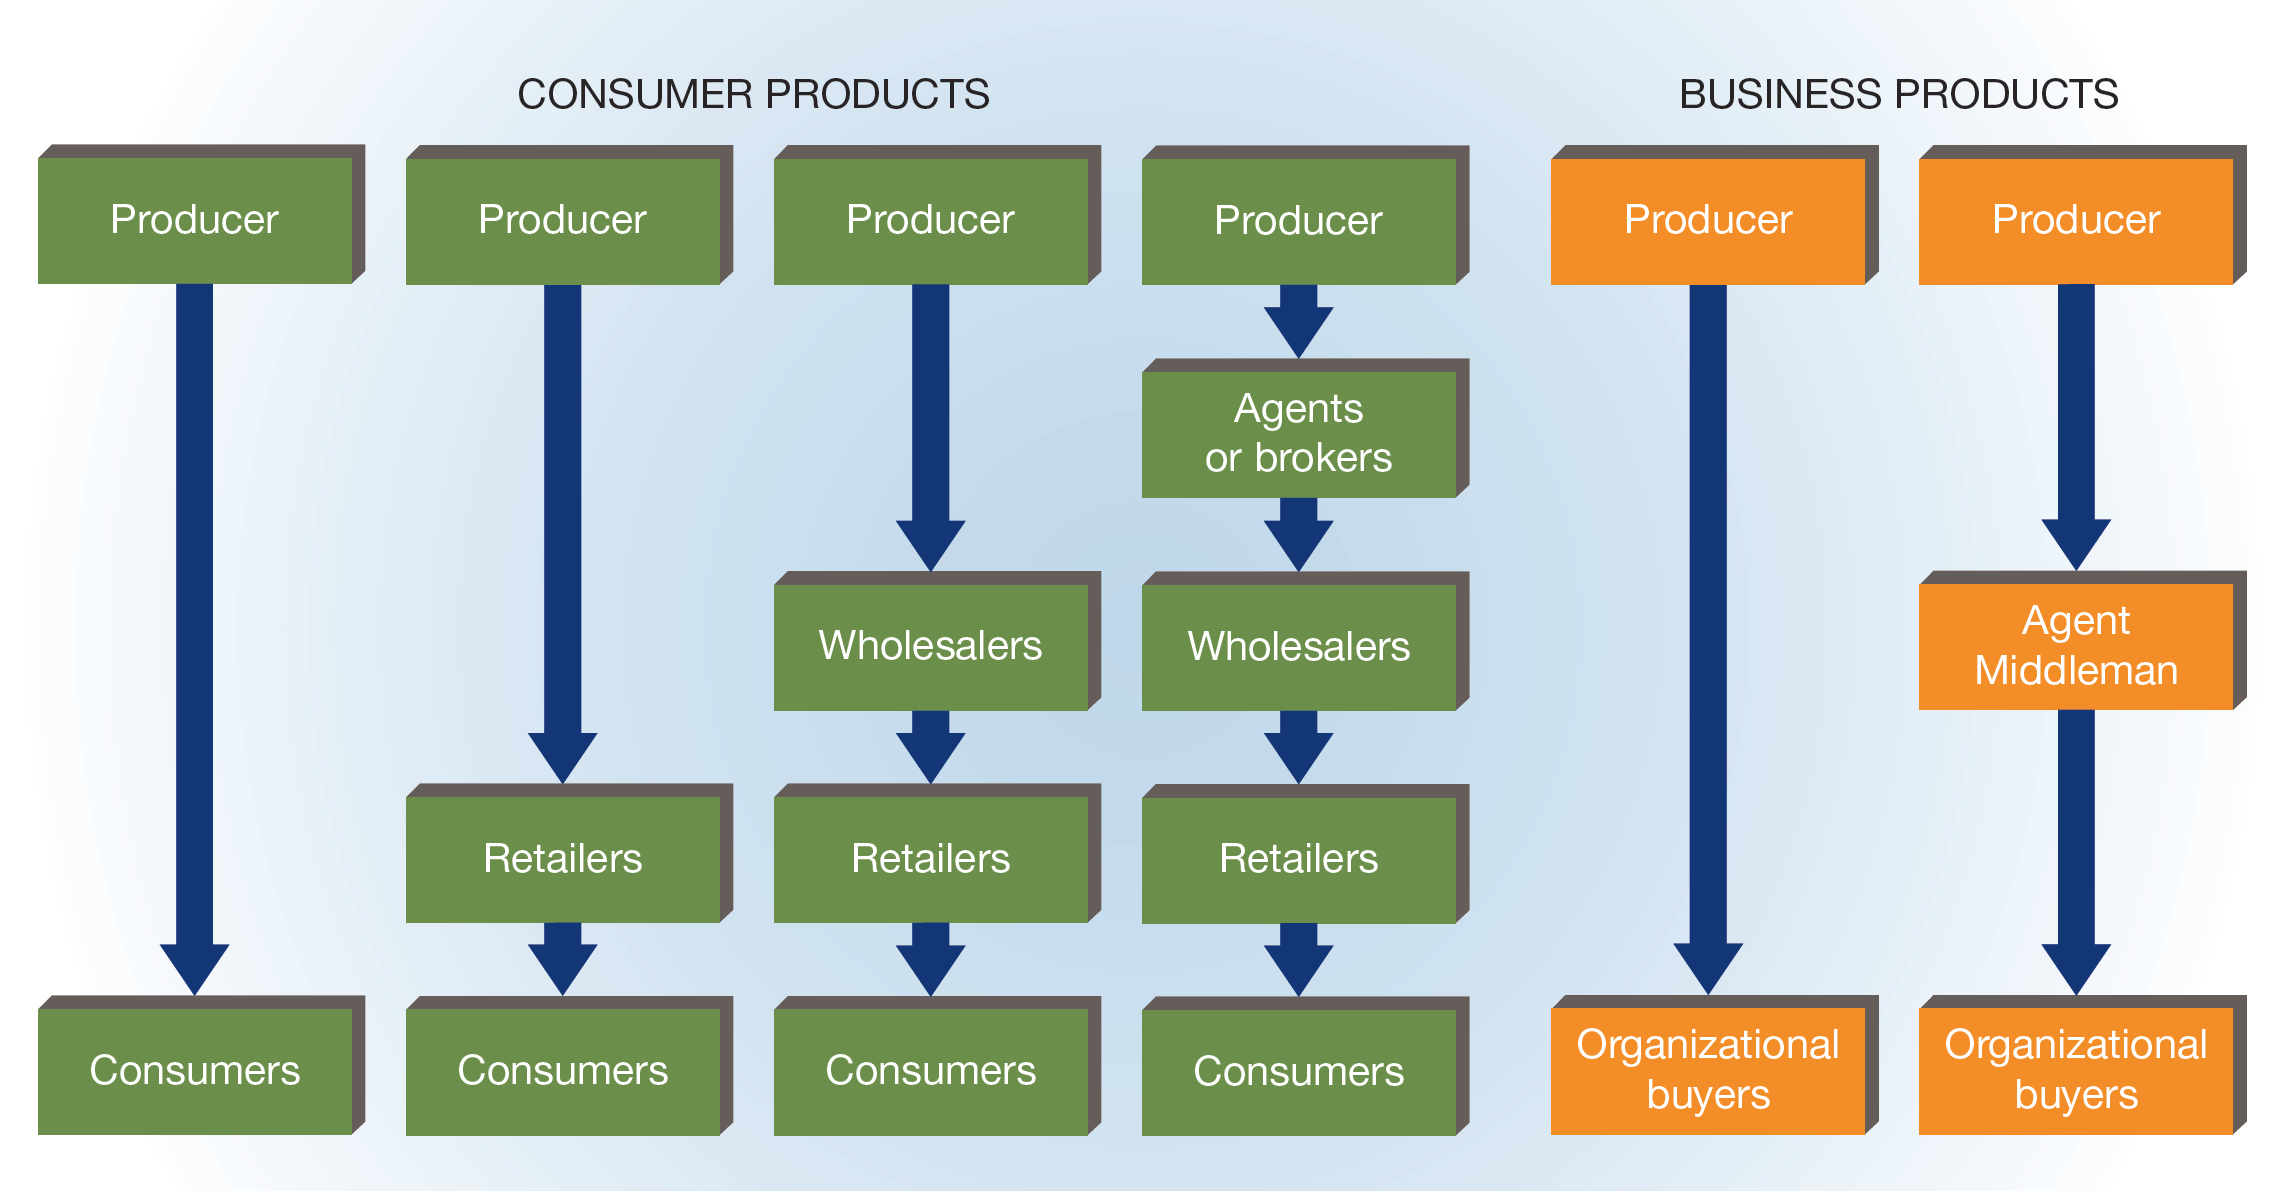 CONSUMER PRODUCTS
BUSINESS PRODUCTS
Producer
Producer
Producer
Producer
Producer
Producer
Agents
or brokers
Wholesalers
Wholesalers
Agent
Middleman
Retailers
Retailers
Retailers
Consumers
Consumers
Consumers
Consumers
Organizational
buyers
Organizational
buyers